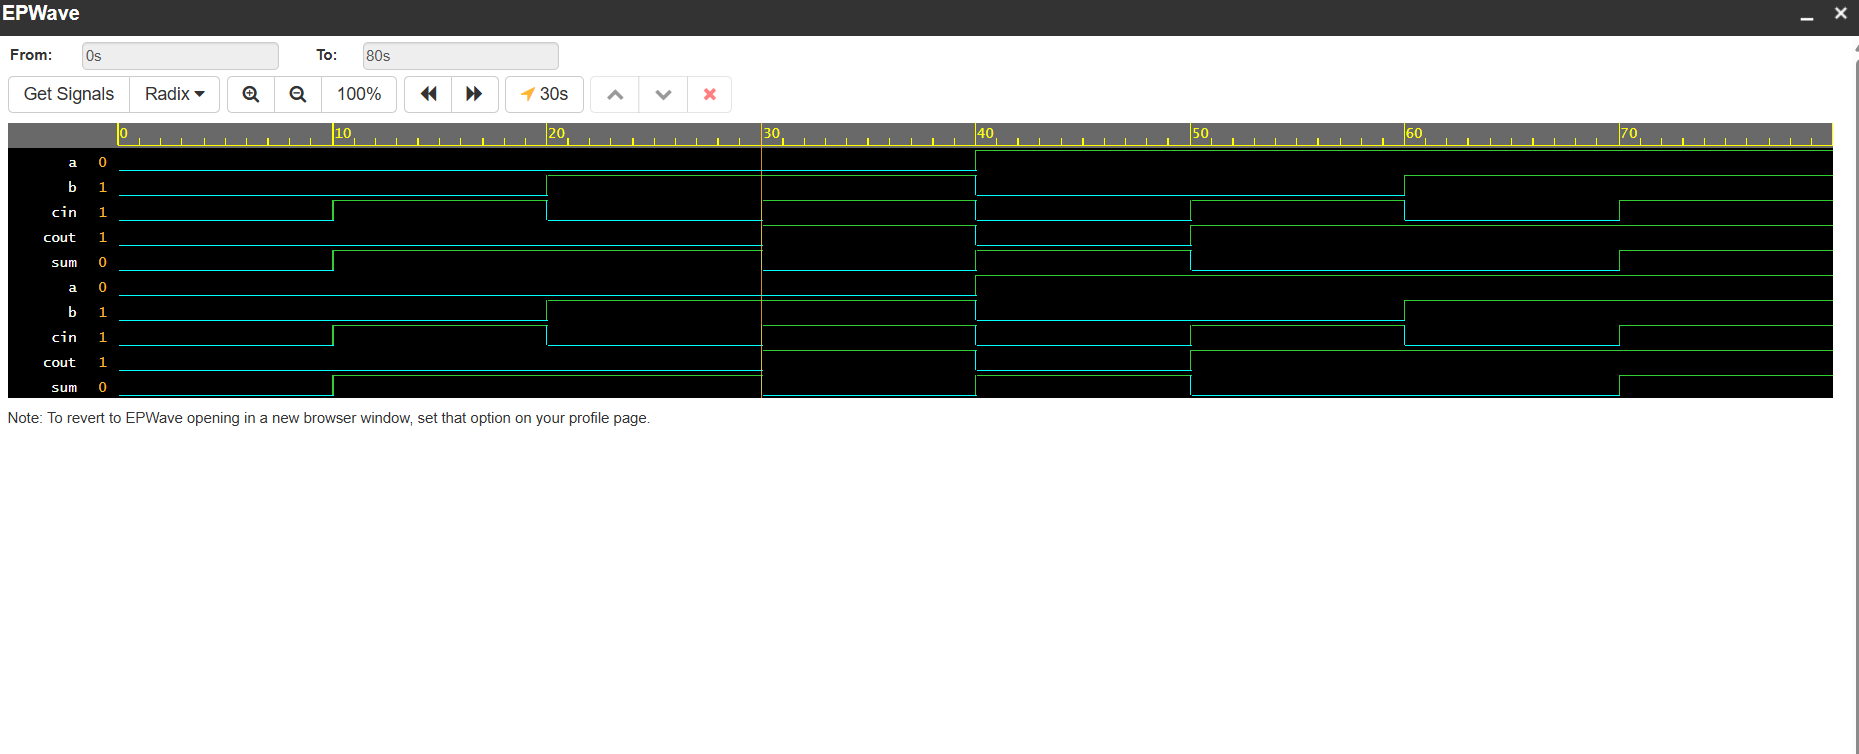 EPWave
From: 0s To: 80s
Get Signals Radix 100% 30s
0 10 20 30 40 50 60 70
a 0
b 1
cin 1
cout 1
sum 0
a 0
b 1
cin 1
cout 1
sum 0
Note: To revert to EPWave opening in a new browser window, set that option on your profile page.